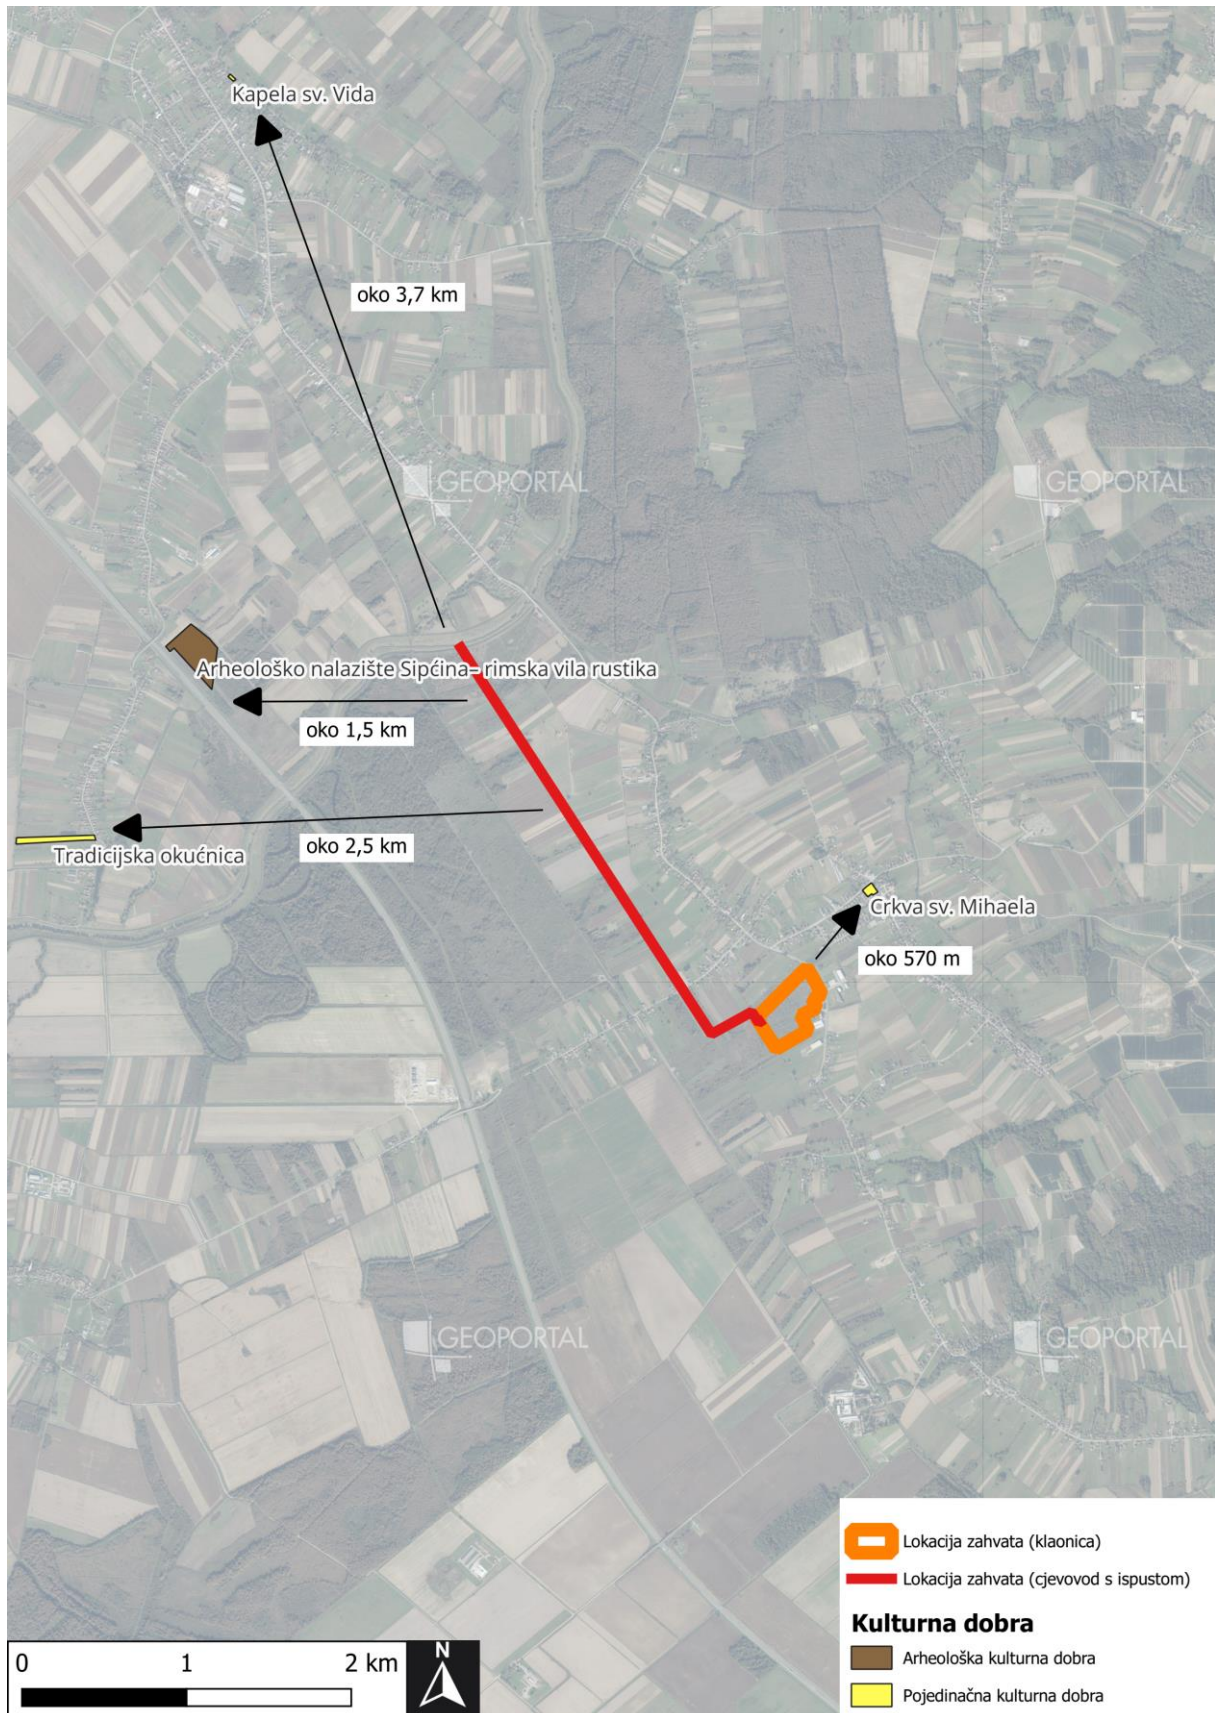 Kapela sv. Vida
oko 3,7 km
GEOPORTAL
GEOPORTAL
Arheološko nalazište Sipćina– rimska vila rustika
oko 1,5 km
oko 2,5 km
Tradicijska okućnica
Crkva sv. Mihaela
oko 570 m
GEOPORTAL
GEOPORTAL
Lokacija zahvata (klaonica)
Lokacija zahvata (cjevovod s ispustom)
Kulturna dobra
Arheološka kulturna dobra
Pojedinačna kulturna dobra
0 1 2 km
N